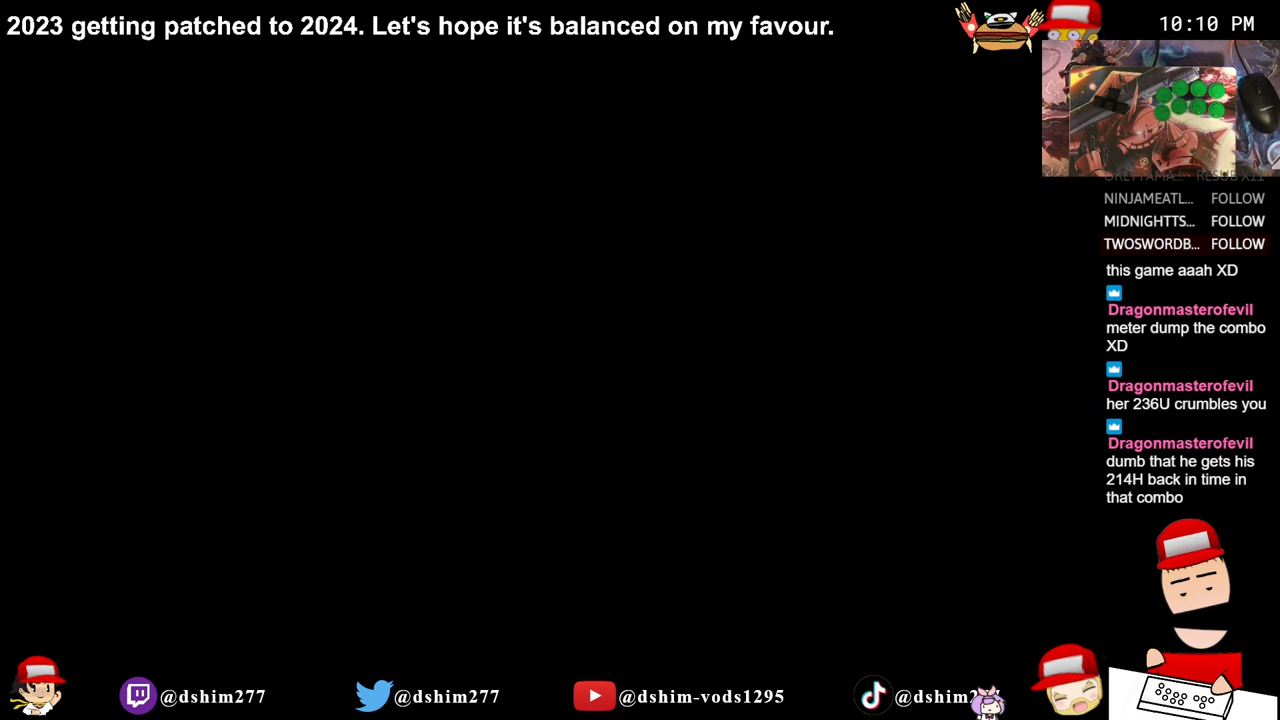 2023 getting patched to 2024. Let's hope it's balanced on my favour.
10:10 PM
RESUB X11
NINJAMEATL... FOLLOW
MIDNIGHTTS... FOLLOW
TWOSWORDB... FOLLOW
this game aaah XD
Dragonmasterofevil
meter dump the combo
XD
Dragonmasterofevil
her 236U crumbles you
Dragonmasterofevil
dumb that he gets his
214H back in time in
that combo
@dshim277
@dshim277
@dshim-vods1295